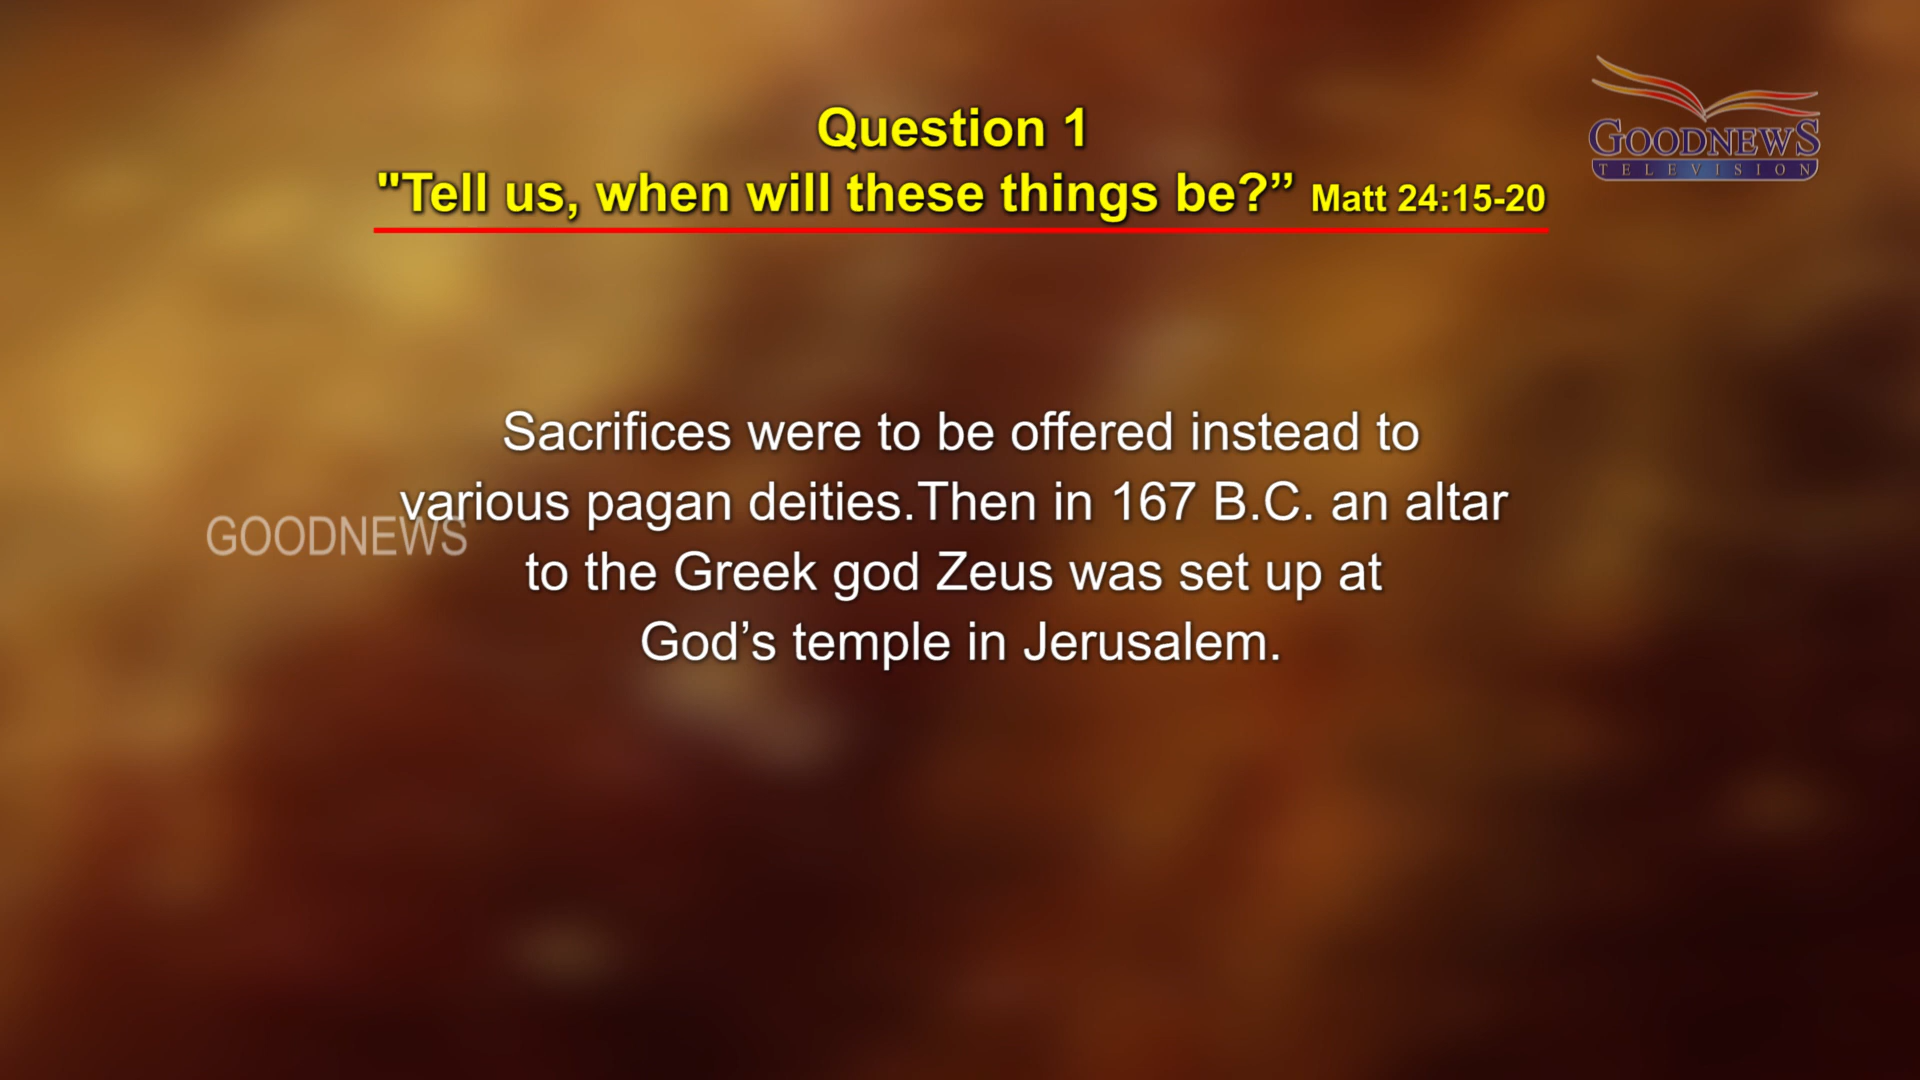 Question 1
"Tell us, when will these things be?” Matt 24:15-20
GOODNEWS
TELEVISION
Sacrifices were to be offered instead to
various pagan deities.Then in 167 B.C. an altar
GOODNEWS
to the Greek god Zeus was set up at
God’s temple in Jerusalem.